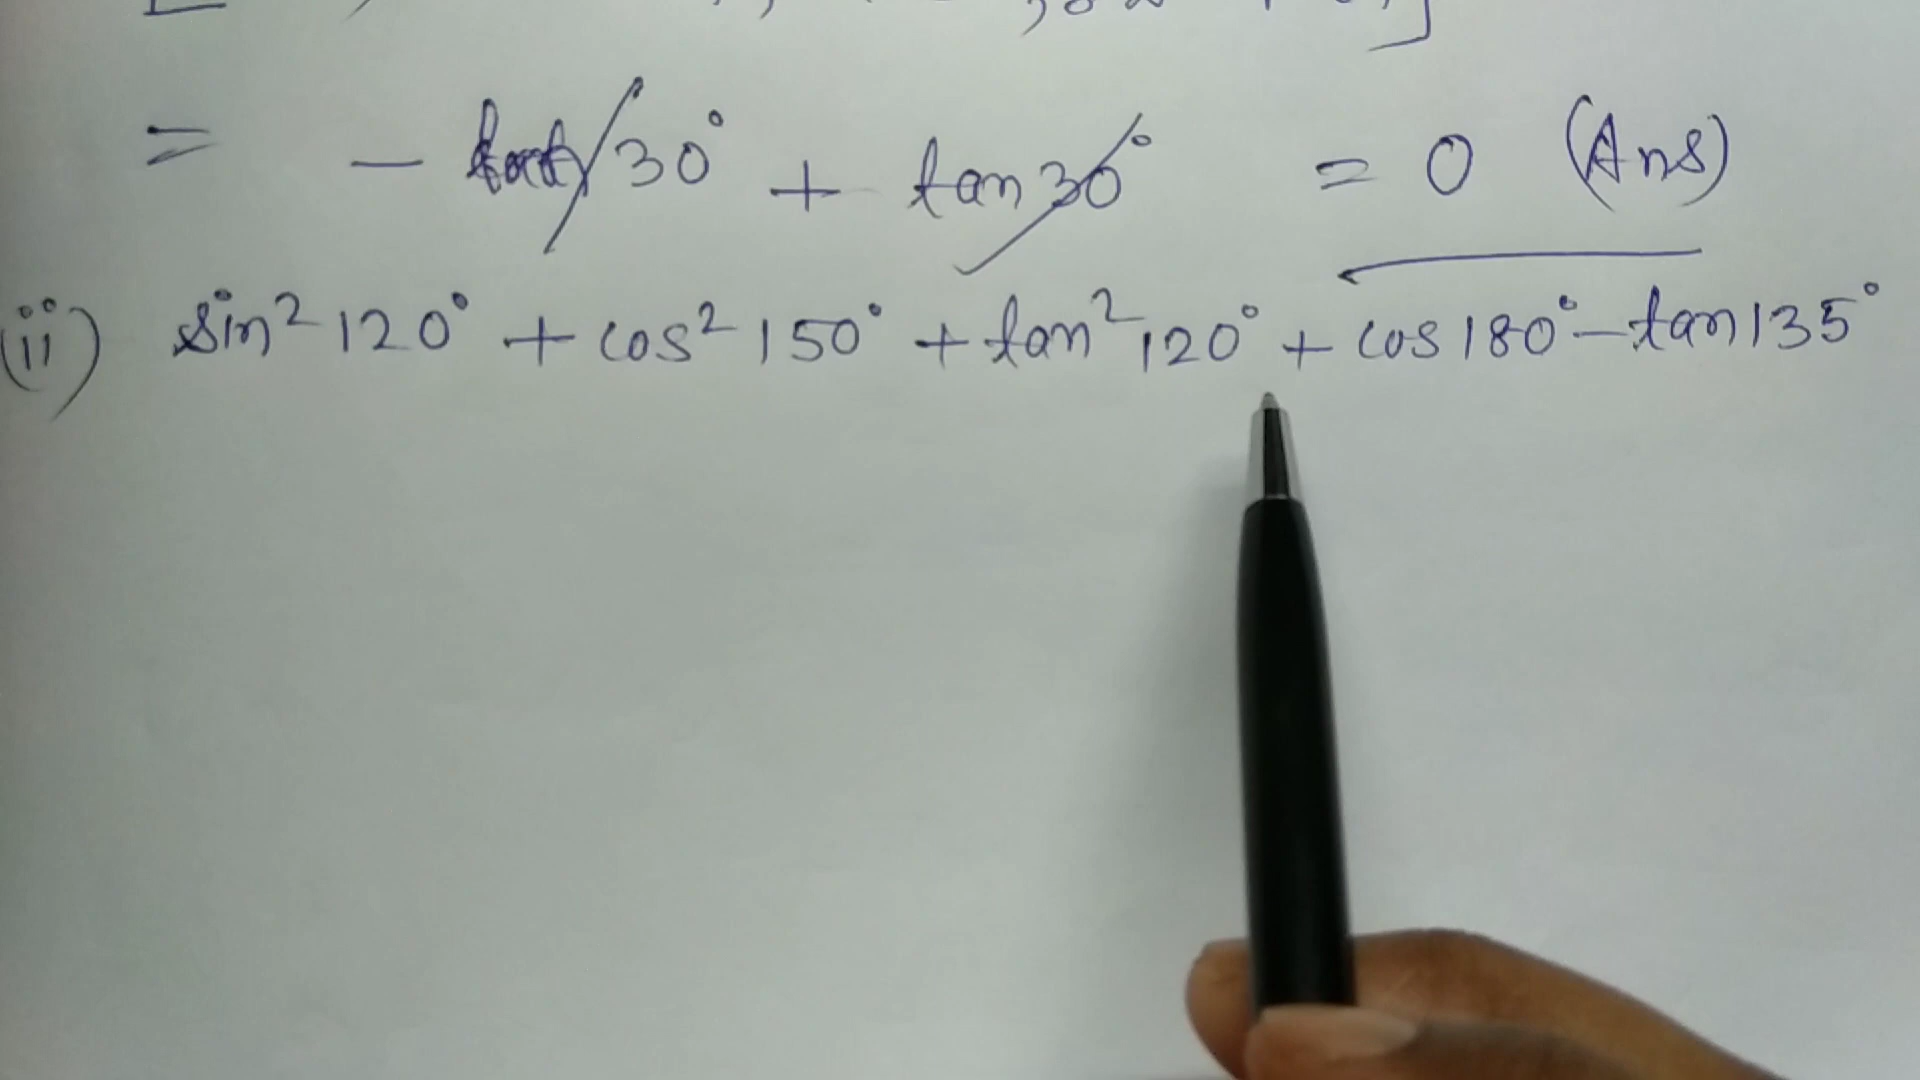 = - tan 30° + tan 30° = 0 (Ans)
(ii) sin² 120° + cos² 150° + tan² 120° + cos 180° - tan 135°